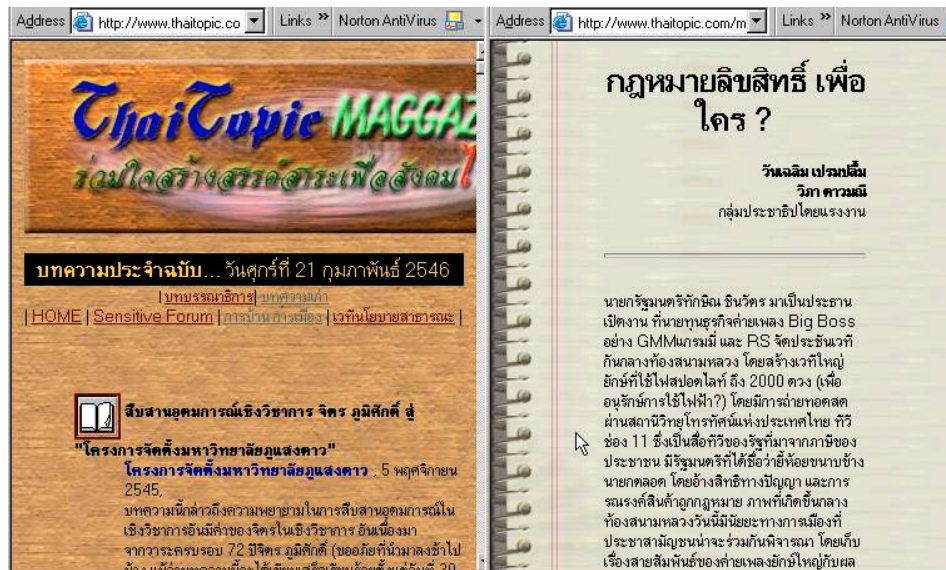 Address http://www.thaitopic.co Links » Norton AntiVirus
ThaiTopic MAGGAZ
ร่วมใจสร้างสรรค์สาระเพื่อสังคมไ
บทความประจำฉบับ... วันศุกร์ที่ 21 กุมภาพันธ์ 2546
| บทบรรณาธิการ | บทความเก่า
| HOME | Sensitive Forum | การบ้าน การเมือง | เวทีนโยบายสาธารณะ |
สืบสานอุดมการณ์เชิงวิชาการ จิตร ภูมิศักดิ์ สู่
"โครงการจัดตั้งมหาวิทยาลัยภูแสงดาว"
โครงการจัดตั้งมหาวิทยาลัยภูแสงดาว , 5 พฤศจิกายน
2545,
บทความนี้กล่าวถึงความพยายามในการสืบสานอุดมการณ์ใน
เชิงวิชาการอันมีค่าของจิตรในเชิงวิชาการ อันเนื่องมา
จากวาระครบรอบ 72 ปีจิตร ภูมิศักดิ์ (ขออภัยที่นำมาลงช้าไป
Address http://www.thaitopic.com/m Links » Norton AntiVirus
กฎหมายลิขสิทธิ์ เพื่อ
ใคร ?
วันเฉลิม เปรมปลื้ม
วิภา ดาวมณี
กลุ่มประชาธิปไตยแรงงาน
นายกรัฐมนตรีทักษิณ ชินวัตร มาเป็นประธาน
เปิดงาน ที่นายทุนธุรกิจค่ายเพลง Big Boss
อย่าง GMMแกรมมี่ และ RS จัดประชันเวที
กันกลางท้องสนามหลวง โดยสร้างเวทีใหญ่
ยักษ์ที่ใช้ไฟสปอตไลท์ ถึง 2000 ดวง (เพื่อ
อนุรักษ์การใช้ไฟฟ้า?) โดยมีการถ่ายทอดสด
ผ่านสถานีวิทยุโทรทัศน์แห่งประเทศไทย ทีวี
ช่อง 11 ซึ่งเป็นสื่อทีวีของรัฐที่มาจากภาษีของ
ประชาชน มีรัฐมนตรีที่ได้ชื่อว่ายี้ห้อยขนาบข้าง
นายกตลอด โดยอ้างสิทธิทางปัญญา และการ
รณรงค์สินค้าถูกกฎหมาย ภาพที่เกิดขึ้นกลาง
ท้องสนามหลวงวันนี้มีนัยยะทางการเมืองที่
ประชาสามัญชนน่าจะร่วมกันพิจารณา โดยเก็บ
เรื่องสายสัมพันธ์ของค่ายเพลงยักษ์ใหญ่กับผล